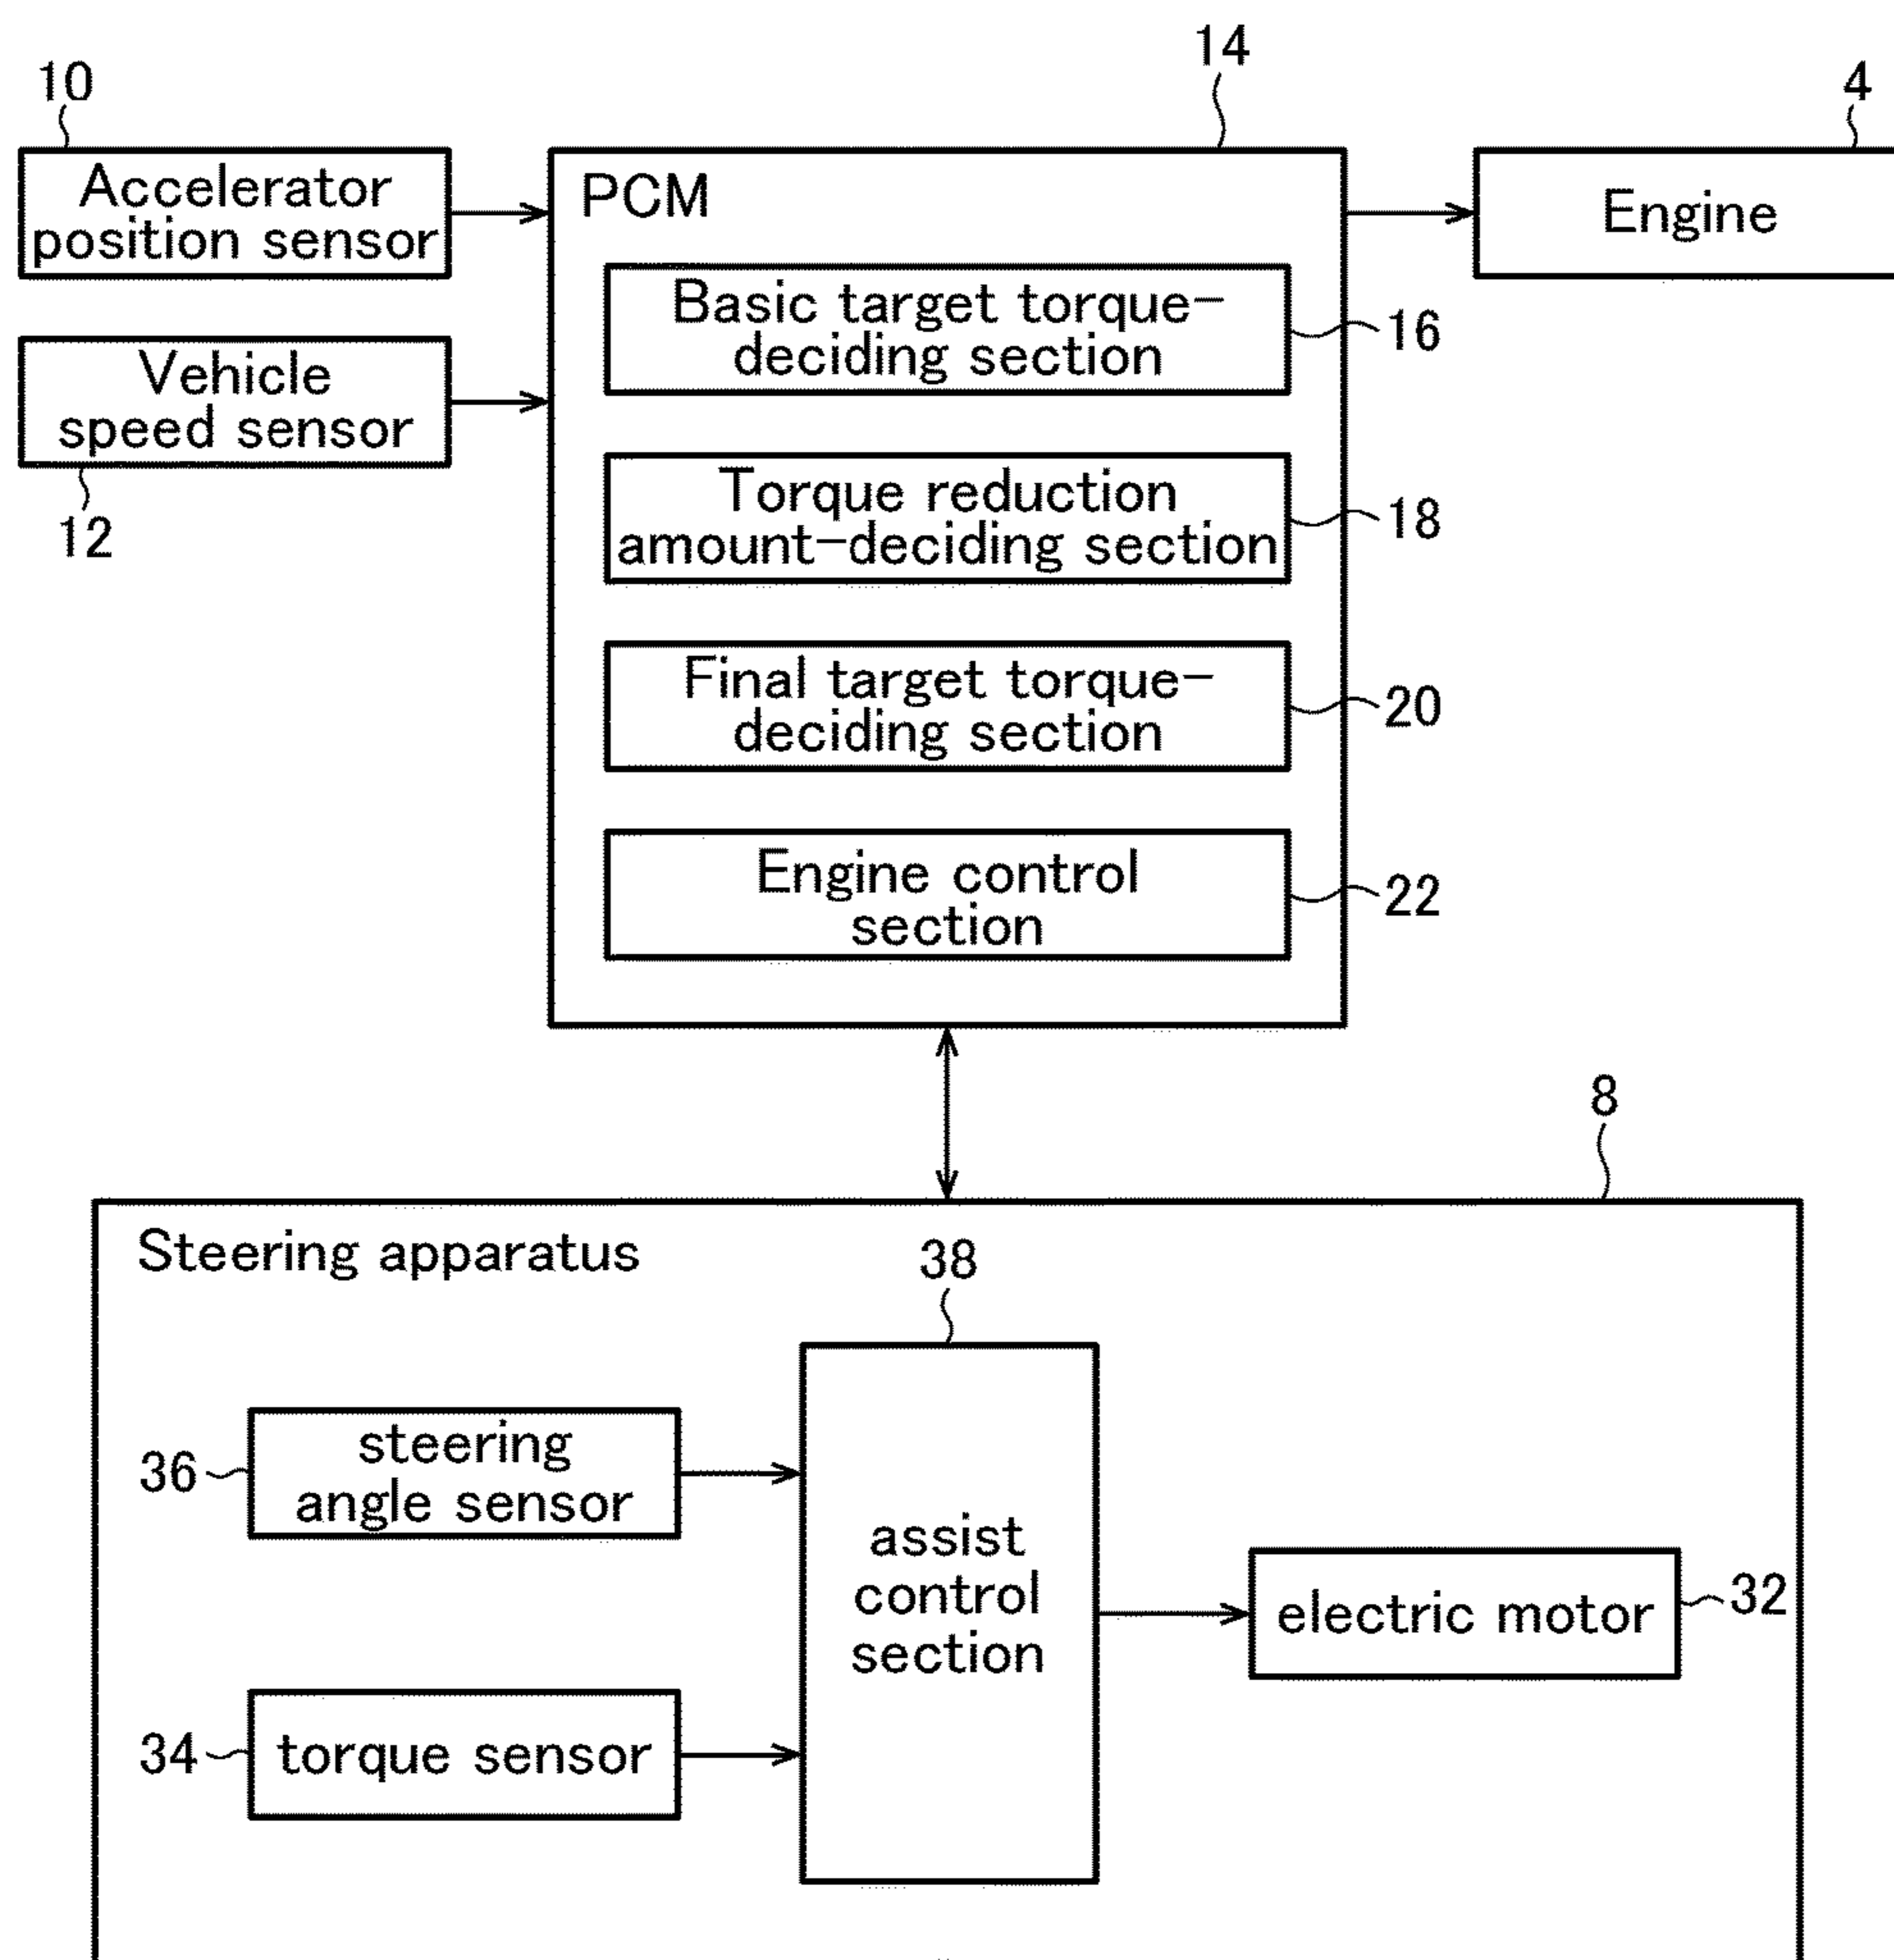 14
10
4
Accelerator
position sensor
PCM
Engine
Basic target torque-
deciding section
16
Vehicle
speed sensor
12
Torque reduction
amount-deciding section
18
Final target torque-
deciding section
20
Engine control
section
22
8
Steering apparatus
38
36
steering
angle sensor
assist
control
section
electric motor
32
34
torque sensor